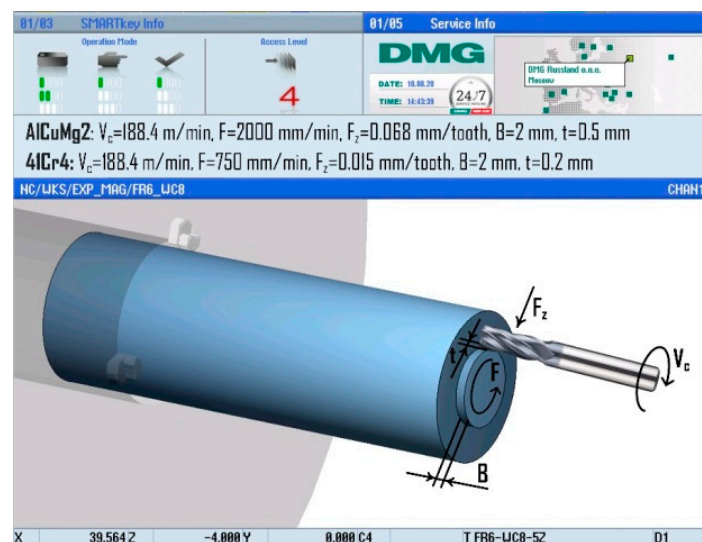 01/03 SMARTkey Info
01/05 Service Info
Operation Mode
Access Level
4
DMG
DATE: 10.08.20
TIME: 14:43:39
24/7
DMG Russland o.o.o.
Moscow
AlCuMg2: Vc=188.4 m/min, F=2000 mm/min, Fz=0.068 mm/tooth, B=2 mm, t=0.5 mm
41Cr4: Vc=188.4 m/min, F=750 mm/min, Fz=0.015 mm/tooth, B=2 mm, t=0.2 mm
NC/WKS/EXP_MAG/FR6_WC8 CHAN1
Fz
t
F
Vc
B
X 39.564 Z -4.000 Y 0.000 C4 T FR6-WC8-5Z D1